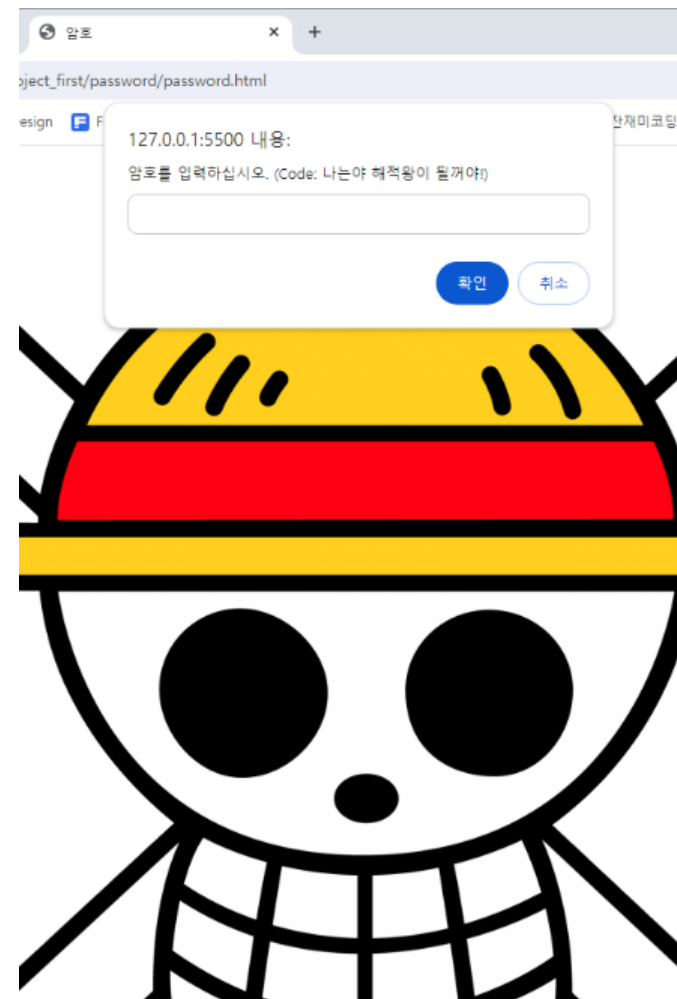 암호 × +
oject_first/password/password.html
esign F F 잔재미코딩
127.0.0.1:5500 내용:
암호를 입력하십시오. (Code: 나는야 해적왕이 될꺼야!)
확인 취소